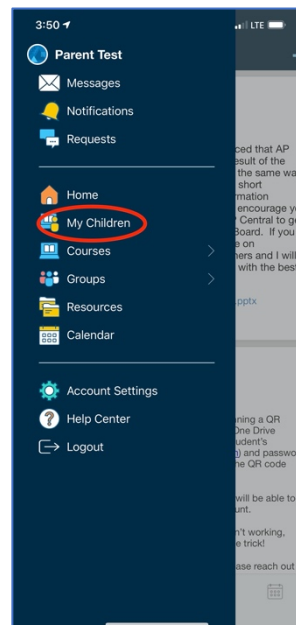 3:50
LTE
Parent Test
Messages
Notifications
Requests
Home
My Children
Courses
Groups
Resources
Calendar
Account Settings
Help Center
Logout
ced that AP
esult of the
the same wa
short
rmation
encourage y
Central to g
Board. If you
e on
ners and I will
with the bes
.pptx
ning a QR
One Drive
udent's
) and passwo
he QR code
will be able to
unt.
n't working,
e trick!
ase reach out